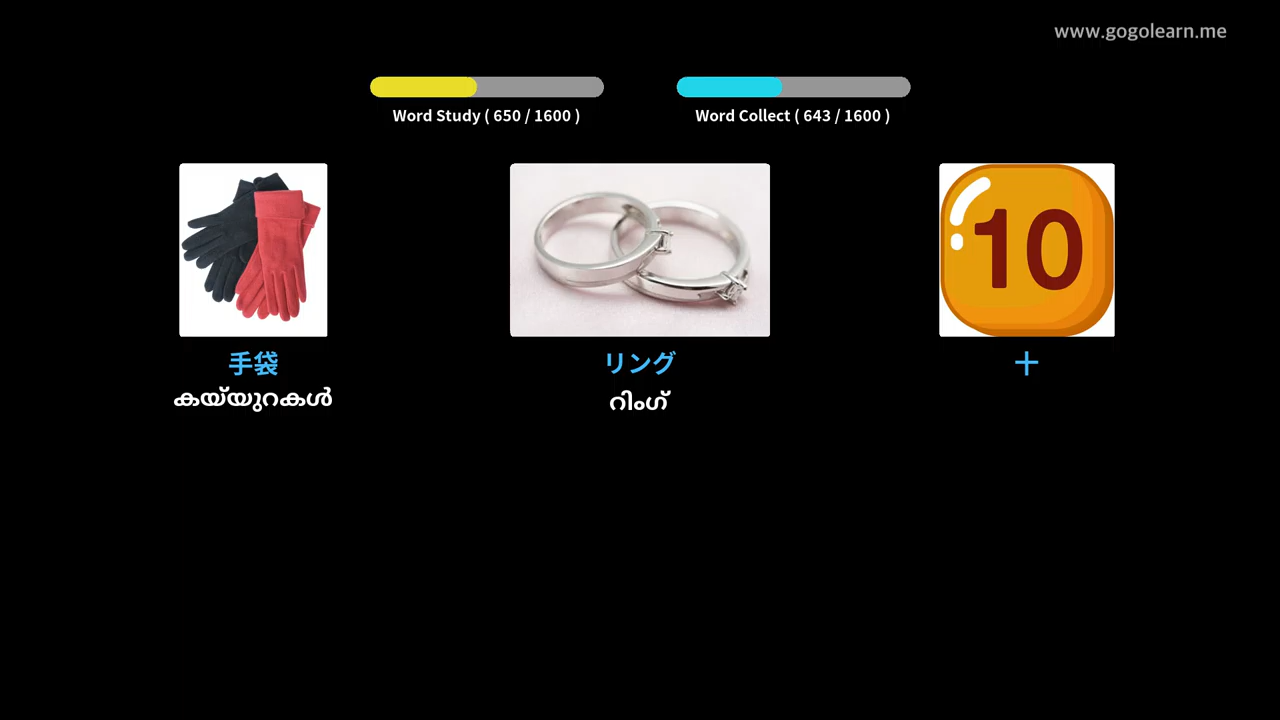 www.gogolearn.me
Word Study ( 650 / 1600 )
Word Collect ( 643 / 1600 )
10
手袋
リング
十
കയ്യുറകൾ
റിംഗ്